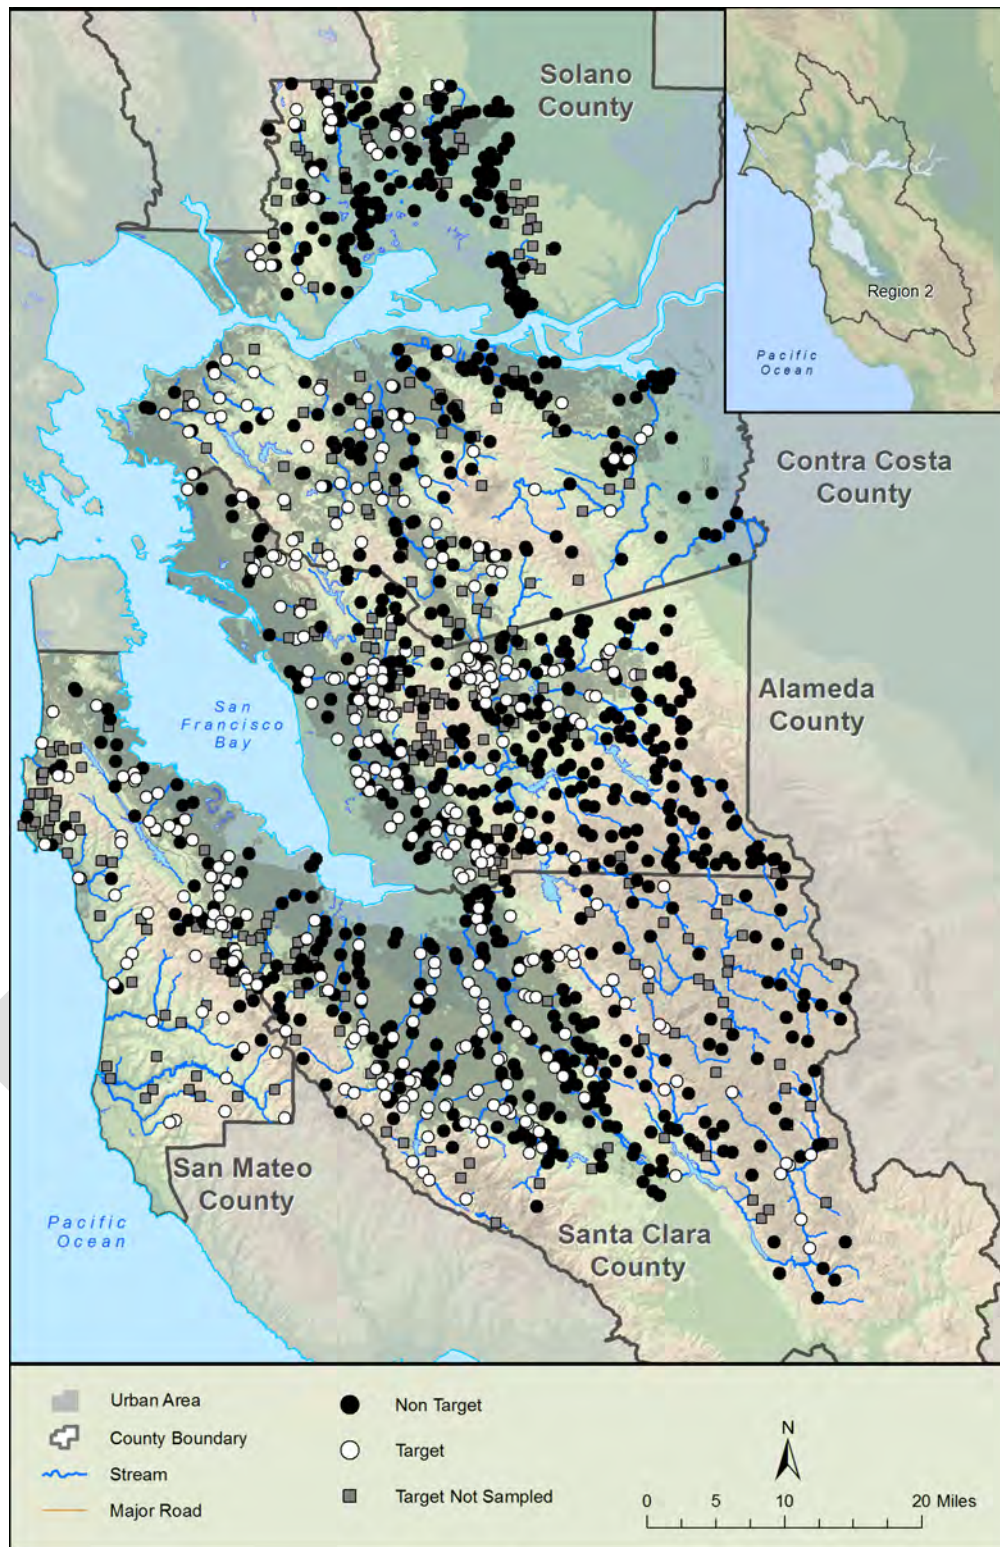 Solano
County
Region 2
Pacific
Ocean
Contra Costa
County
San
Francisco
Bay
Alameda
County
San Mateo
County
Pacific
Ocean
Santa Clara
County
Urban Area
County Boundary
Stream
Major Road
Non Target
Target
Target Not Sampled
N
0 5 10 20 Miles